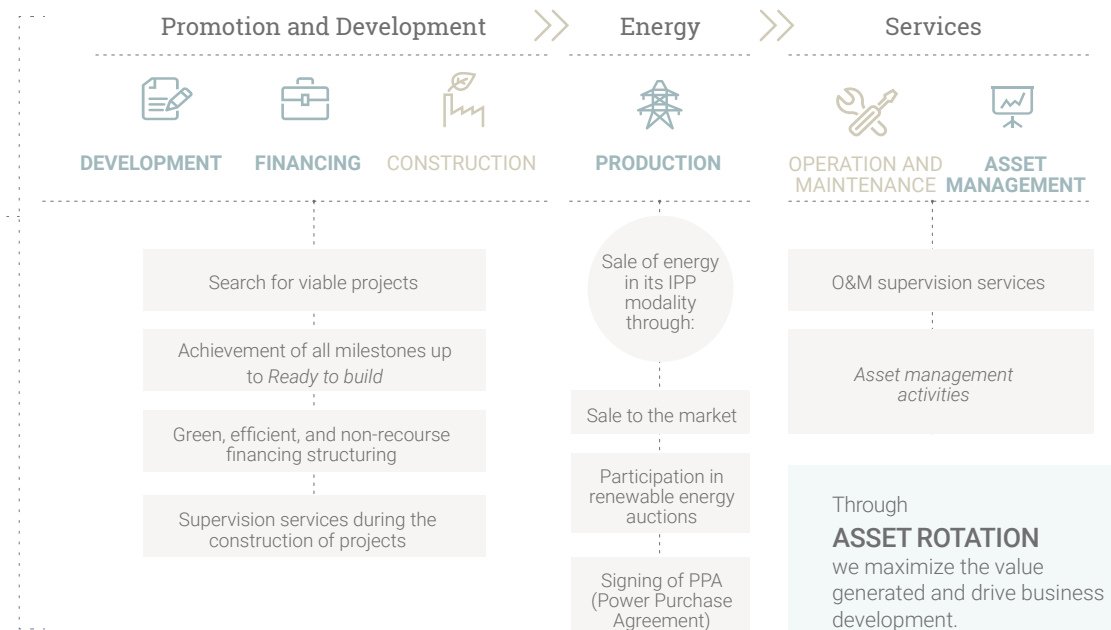 Promotion and Development
Energy
Services
DEVELOPMENT
FINANCING
CONSTRUCTION
PRODUCTION
OPERATION AND
MAINTENANCE
ASSET
MANAGEMENT
Search for viable projects
Achievement of all milestones up
to Ready to build
Green, efficient, and non-recourse
financing structuring
Supervision services during the
construction of projects
Sale of energy
in its IPP
modality
through:
Sale to the market
Participation in
renewable energy
auctions
Signing of PPA
(Power Purchase
Agreement)
O&M supervision services
Asset management
activities
Through
ASSET ROTATION
we maximize the value
generated and drive business
development.